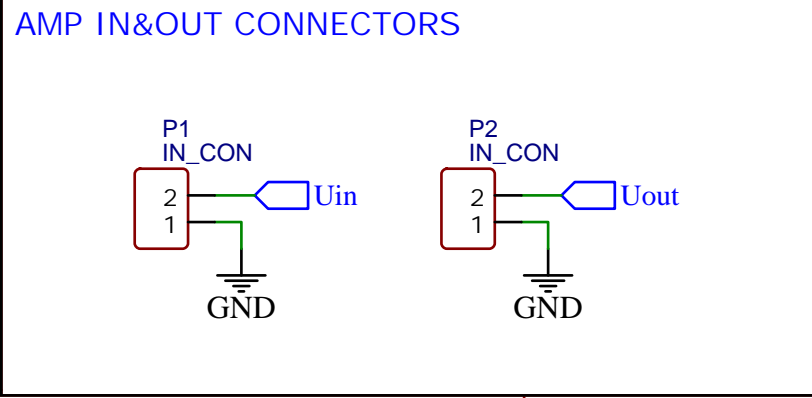 AMP IN&OUT CONNECTORS
P1
IN_CON
2
1
Uin
GND
P2
IN_CON
2
1
Uout
GND